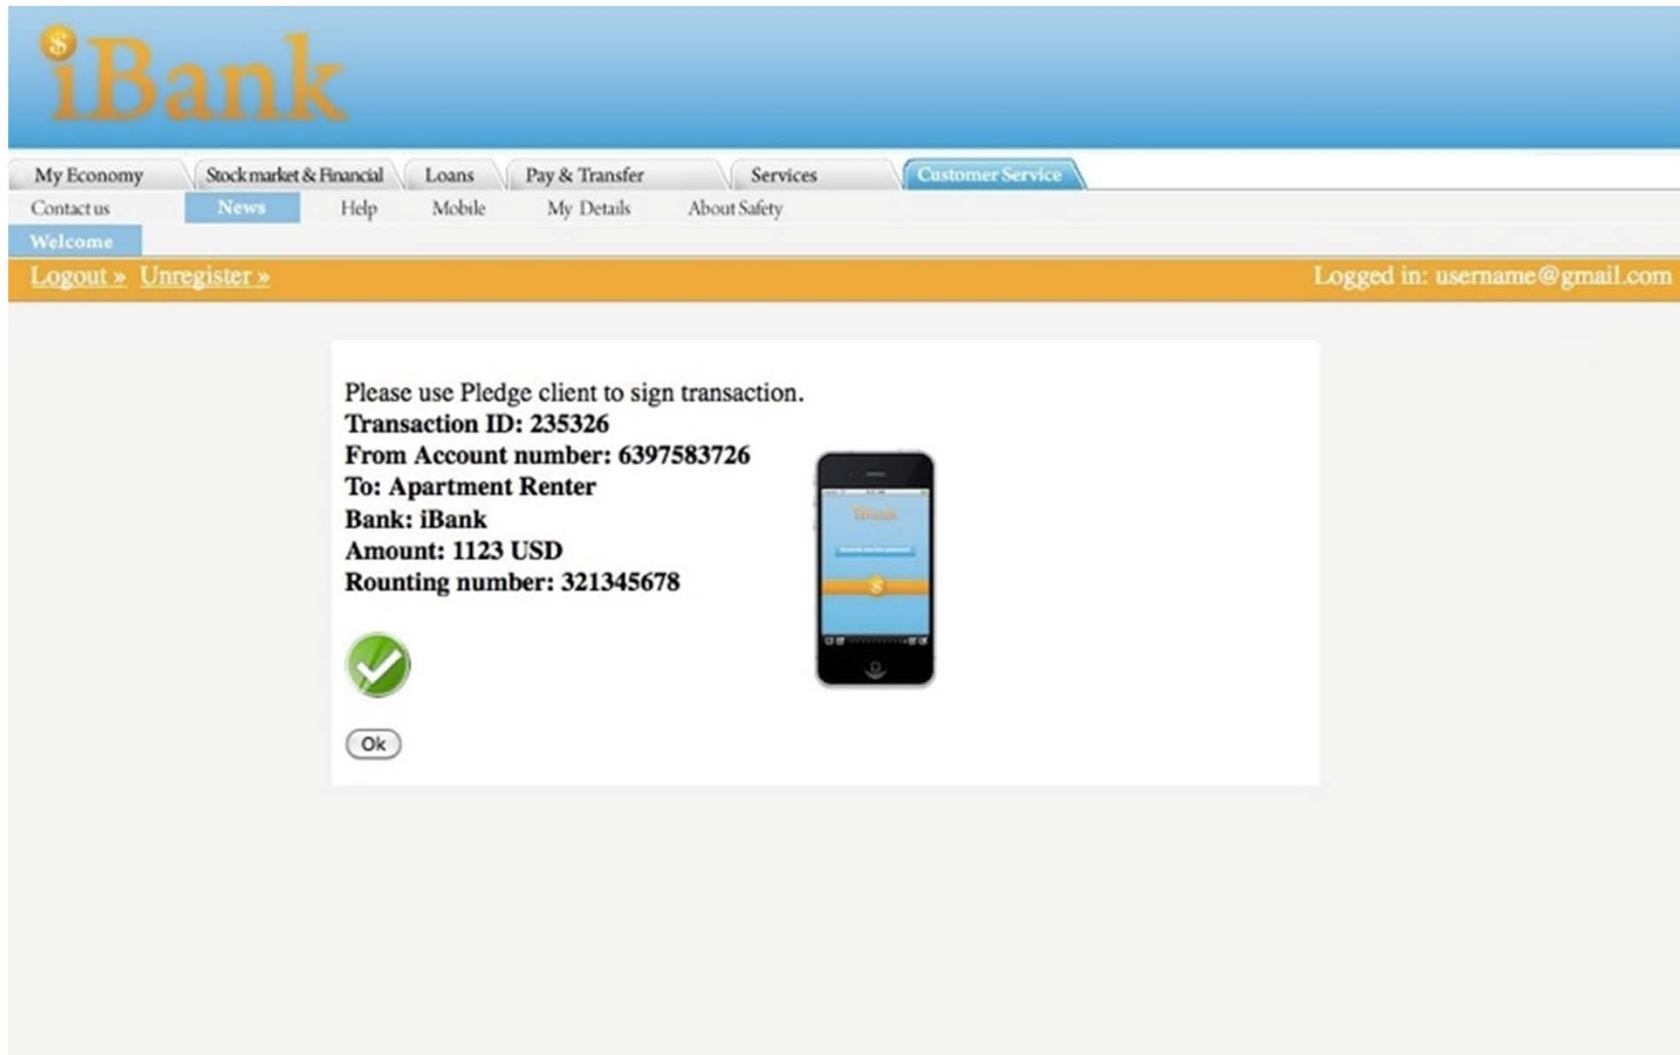 iBank
My Economy Stock market & Financial Loans Pay & Transfer Services Customer Service
Contact us News Help Mobile My Details About Safety
Welcome
Logout » Unregister » Logged in: username@gmail.com
Please use Pledge client to sign transaction.
Transaction ID: 235326
From Account number: 6397583726
To: Apartment Renter
Bank: iBank
Amount: 1123 USD
Rounting number: 321345678
iBank
Ok